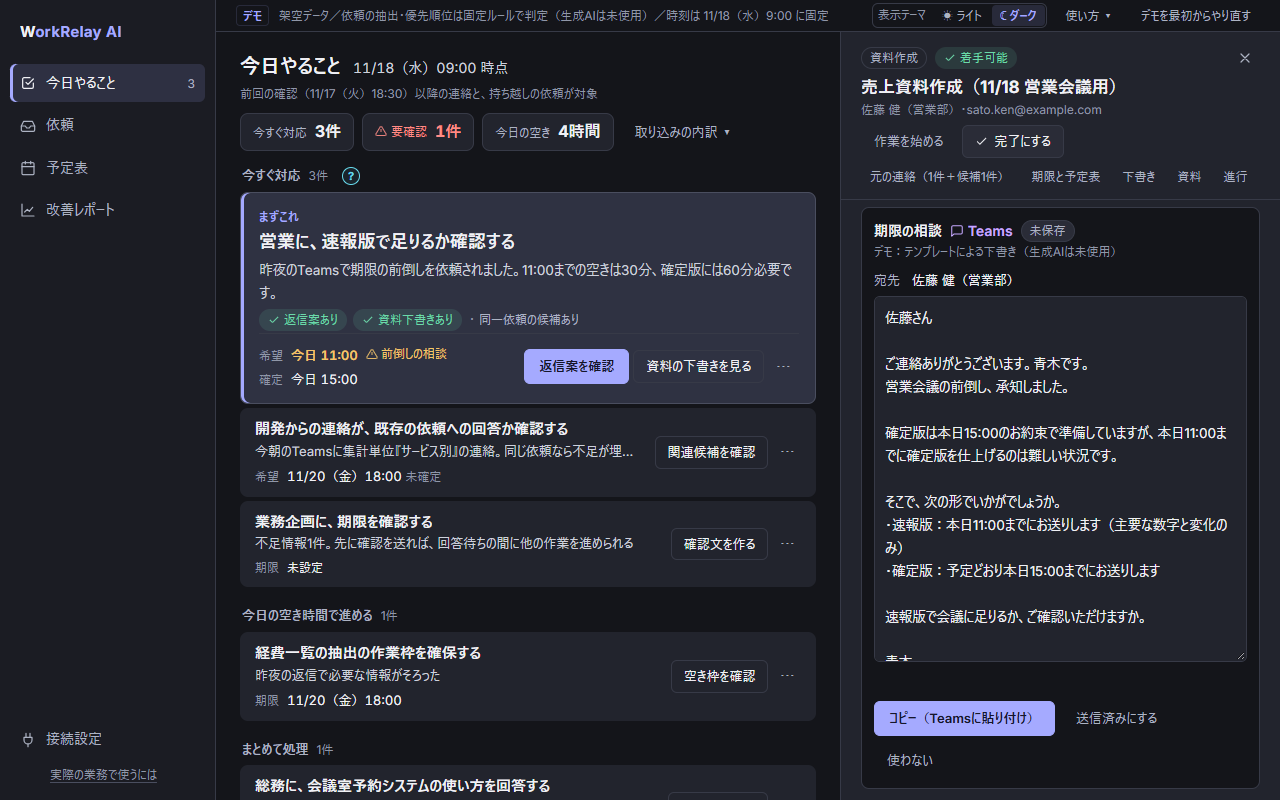 WorkRelay AI
今日やること 3
依頼
予定表
改善レポート
接続設定
実際の業務で使うには
デモ 架空データ／依頼の抽出・優先順位は固定ルールで判定（生成AIは未使用）／時刻は 11/18（水）9:00 に固定
表示テーマ ライト ダーク 使い方 ▼ デモを最初からやり直す
今日やること 11/18（水）09:00 時点
前回の確認（11/17（火）18:30）以降の連絡と、持ち越しの依頼が対象
今すぐ対応 3件 要確認 1件 今日の空き 4時間 取り込みの内訳 ▼
今すぐ対応 3件 ?
まずこれ
営業に、速報版で足りるか確認する
昨夜のTeamsで期限の前倒しを依頼されました。11:00までの空きは30分、確定版には60分必要で
す。
返信案あり 資料下書きあり ・同一依頼の候補あり
希望 今日 11:00 前倒しの相談
確定 今日 15:00
返信案を確認 資料の下書きを見る …
開発からの連絡が、既存の依頼への回答か確認する
今朝のTeamsに集計単位『サービス別』の連絡。同じ依頼なら不足が埋…
希望 11/20（金）18:00 未確定
関連候補を確認 …
業務企画に、期限を確認する
不足情報1件。先に確認を送れば、回答待ちの間に他の作業を進められる
期限 未設定
確認文を作る …
今日の空き時間で進める 1件
経費一覧の抽出の作業枠を確保する
昨夜の返信で必要な情報がそろった
期限 11/20（金）18:00
空き枠を確認 …
まとめて処理 1件
総務に、会議室予約システムの使い方を回答する
資料作成 着手可能
売上資料作成（11/18 営業会議用）
佐藤 健（営業部）・sato.ken@example.com
作業を始める 完了にする
元の連絡（1件＋候補1件） 期限と予定表 下書き 資料 進行
期限の相談 Teams 未保存
デモ：テンプレートによる下書き（生成AIは未使用）
宛先 佐藤 健（営業部）
佐藤さん
ご連絡ありがとうございます。青木です。
営業会議の前倒し、承知しました。
確定版は本日15:00のお約束で準備していますが、本日11:00ま
でに確定版を仕上げるのは難しい状況です。
そこで、次の形でいかがでしょうか。
・速報版：本日11:00までにお送りします（主要な数字と変化の
み）
・確定版：予定どおり本日15:00までにお送りします
速報版で会議に足りるか、ご確認いただけますか。
青木
コピー（Teamsに貼り付け） 送信済みにする
使わない